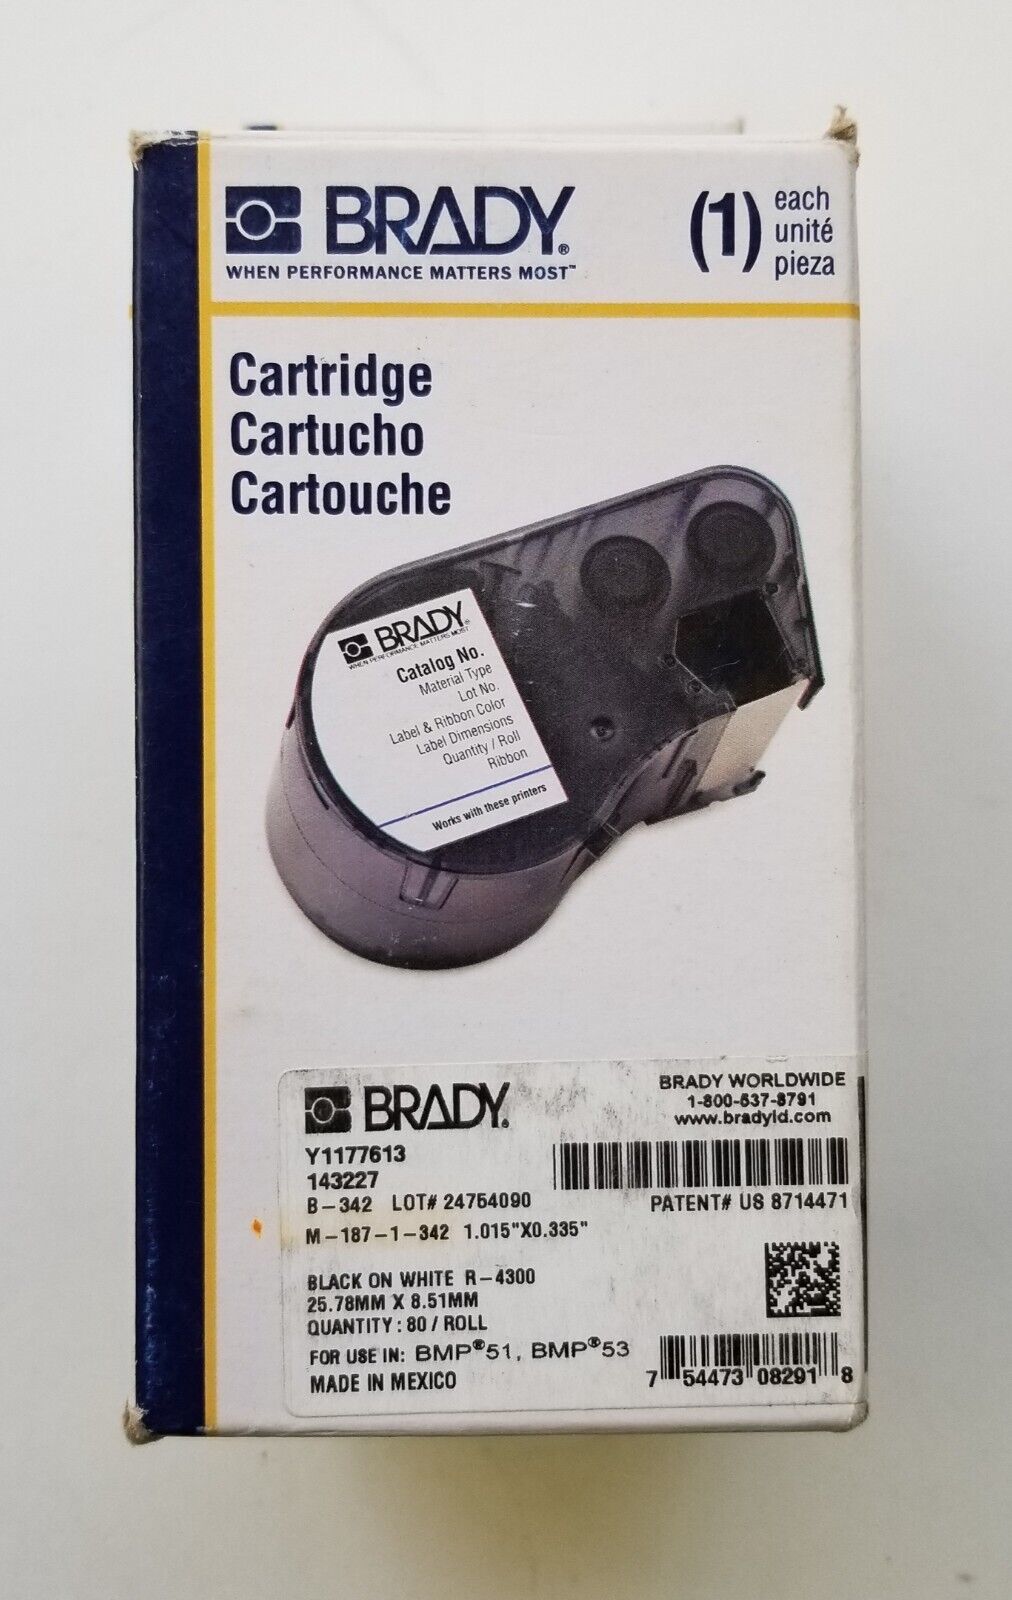 BRADY®
WHEN PERFORMANCE MATTERS MOST™
(1) each
unité
pieza
Cartridge
Cartucho
Cartouche
BRADY®
WHEN PERFORMANCE MATTERS MOST
Catalog No.
Material Type
Lot No.
Label & Ribbon Color
Label Dimensions
Quantity / Roll
Ribbon
Works with these printers
BRADY®
BRADY WORLDWIDE
1-800-537-8791
www.bradyid.com
Y1177613
143227
B-342 LOT# 24754090
PATENT# US 8714471
M-187-1-342 1.015"X0.335"
BLACK ON WHITE R-4300
25.78MM X 8.51MM
QUANTITY: 80 / ROLL
FOR USE IN: BMP®51, BMP®53
MADE IN MEXICO
7 54473 08291 8